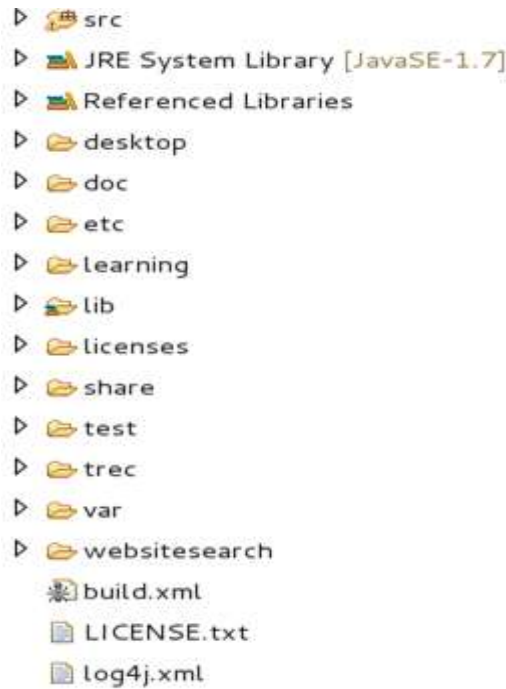 src
JRE System Library [JavaSE-1.7]
Referenced Libraries
desktop
doc
etc
learning
lib
licenses
share
test
trec
var
websitesearch
build.xml
LICENSE.txt
log4j.xml